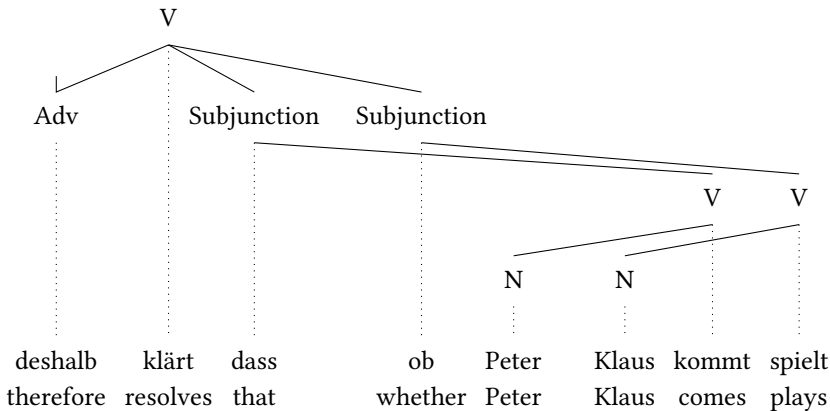 V
Adv Subjunction Subjunction
V V
N N
deshalb klärt dass ob Peter Klaus kommt spielt
therefore resolves that whether Peter Klaus comes plays